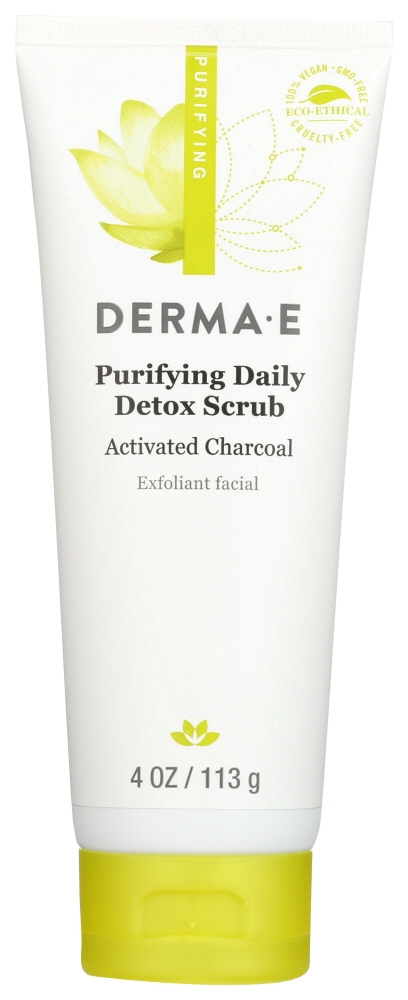 PURIFYING
100% VEGAN • GMO-FREE
ECO-ETHICAL
CRUELTY-FREE
DERMA·E
Purifying Daily
Detox Scrub
Activated Charcoal
Exfoliant facial
4 OZ / 113 g